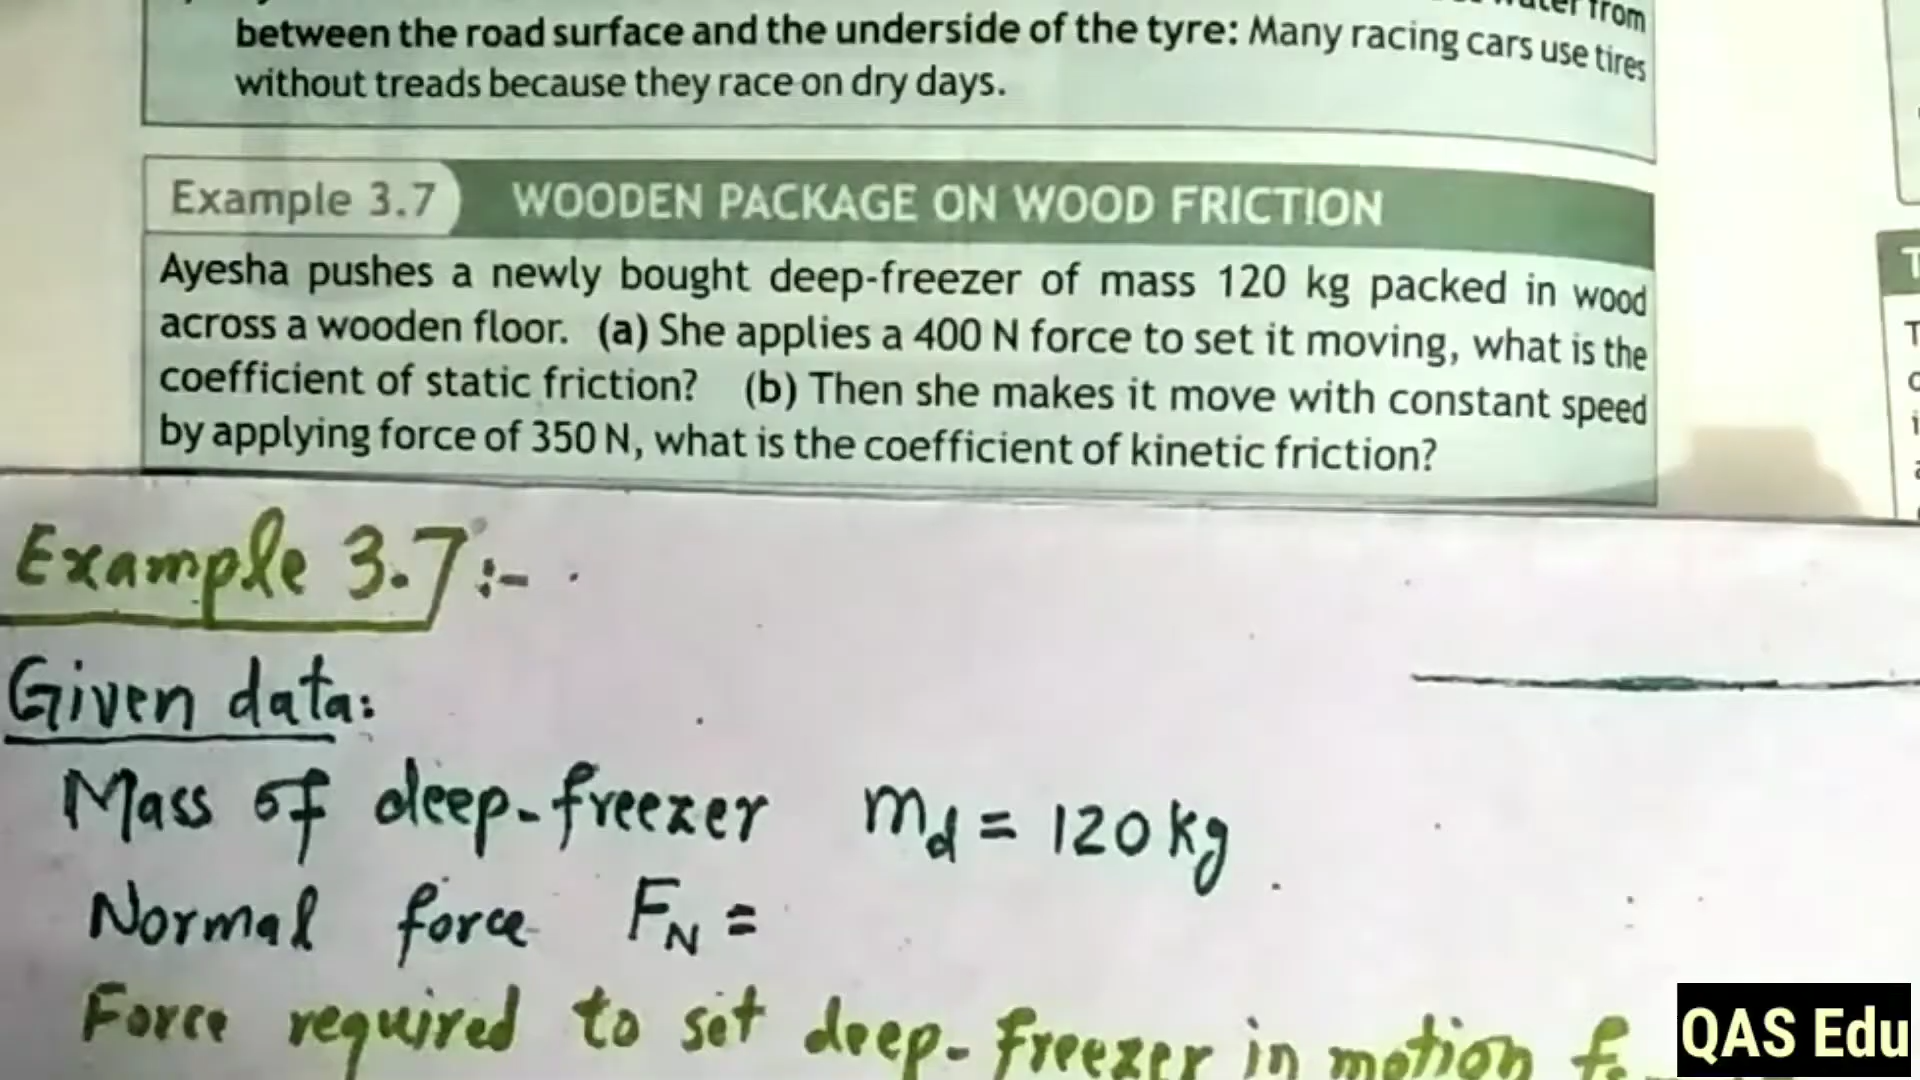 from
between the road surface and the underside of the tyre: Many racing cars use tires
without treads because they race on dry days.
Example 3.7 WOODEN PACKAGE ON WOOD FRICTION
Ayesha pushes a newly bought deep-freezer of mass 120 kg packed in wood
across a wooden floor. (a) She applies a 400 N force to set it moving, what is the
coefficient of static friction? (b) Then she makes it move with constant speed
by applying force of 350 N, what is the coefficient of kinetic friction?
Example 3.7:-
Given data:
Mass of deep-freezer md = 120 kg
Normal force FN =
Force required to set deep-freezer in motion
QAS Edu